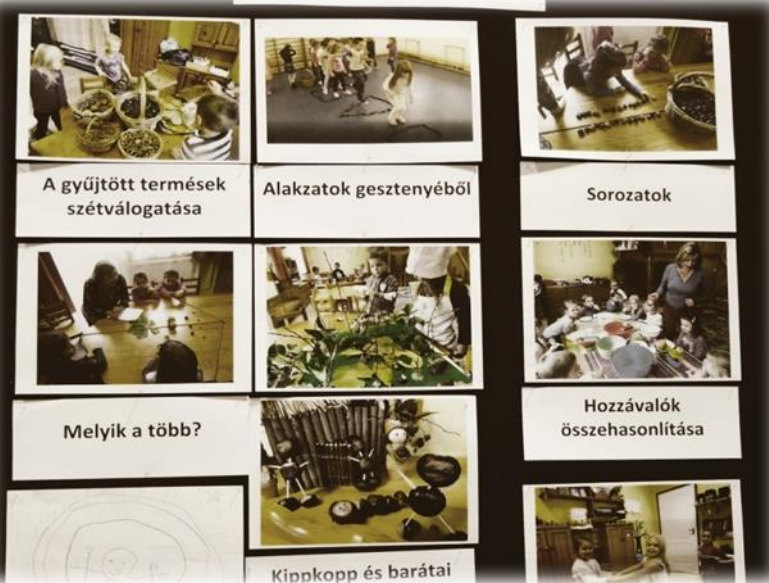 A gyűjtött termések
szétválogatása
Alakzatok gesztenyéből
Sorozatok
Melyik a több?
Hozzávalók
összehasonlítása
Kippkopp és barátai